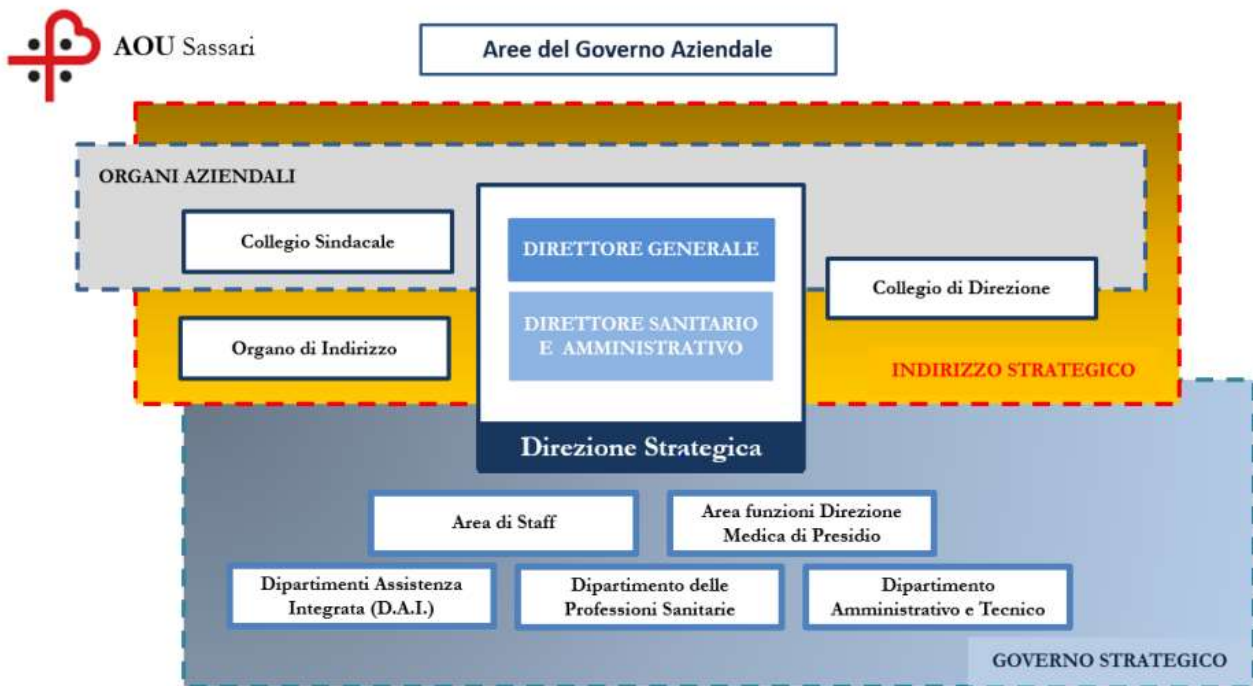 AOU Sassari
Aree del Governo Aziendale
ORGANI AZIENDALI
Collegio Sindacale
DIRETTORE GENERALE
Collegio di Direzione
Organo di Indirizzo
DIRETTORE SANITARIO
E AMMINISTRATIVO
INDIRIZZO STRATEGICO
Direzione Strategica
Area di Staff
Area funzioni Direzione
Medica di Presidio
Dipartimenti Assistenza
Integrata (D.A.I.)
Dipartimento delle
Professioni Sanitarie
Dipartimento
Amministrativo e Tecnico
GOVERNO STRATEGICO